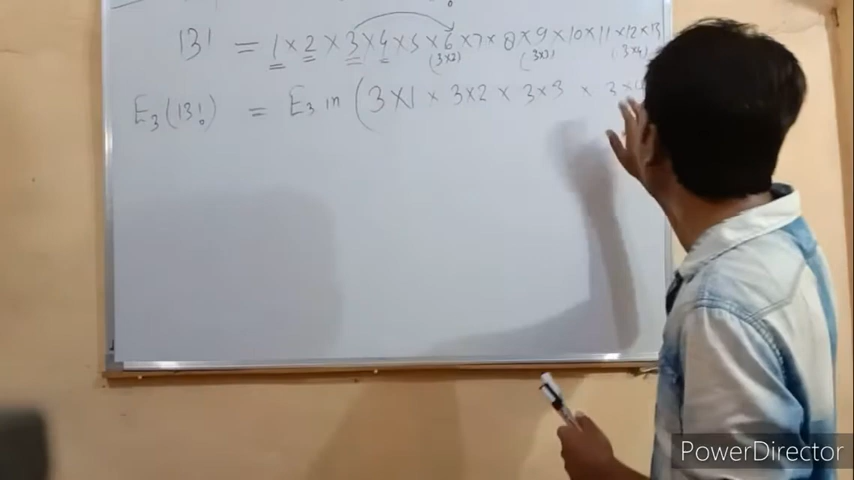 13! = 1 × 2 × 3 × 4 × 5 × 6 × 7 × 8 × 9 × 10 × 11 × 12 × 13
(3×2) (3×3) (3×4)
E₃(13!) = E₃ in (3×1 × 3×2 × 3×3 × 3×4
PowerDirector